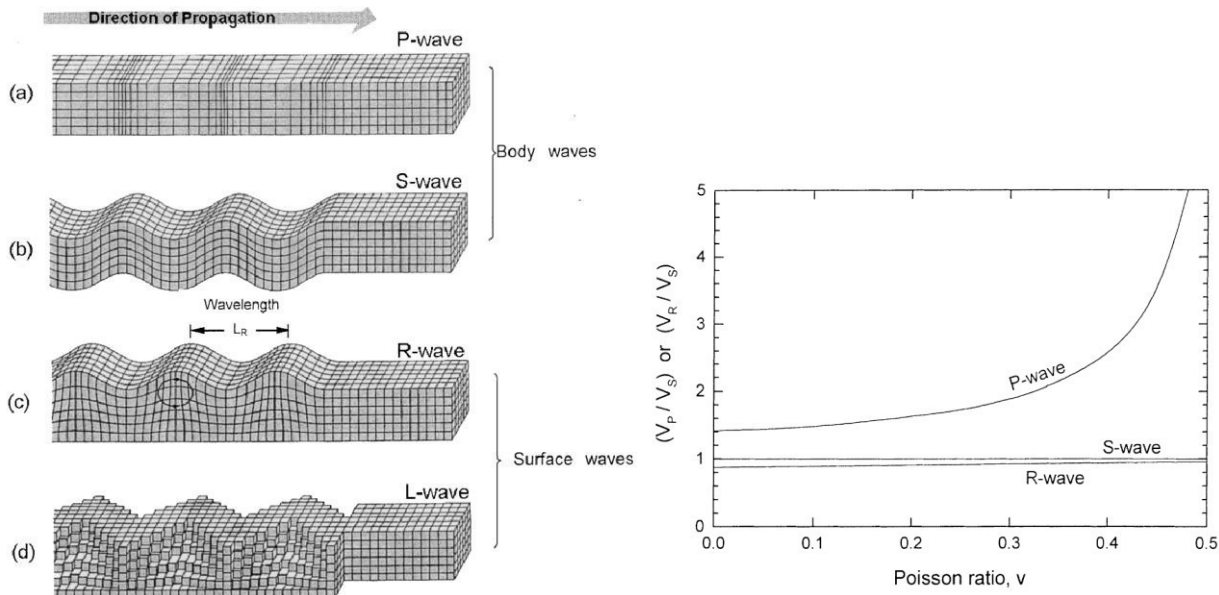 Direction of Propagation
P-wave
(a)
Body waves
S-wave
(b)
Wavelength
L_R
R-wave
(c)
Surface waves
L-wave
(d)
(V_P / V_S) or (V_R / V_S)
5
4
3
2
1
0
P-wave
S-wave
R-wave
0.0 0.1 0.2 0.3 0.4 0.5
Poisson ratio, ν